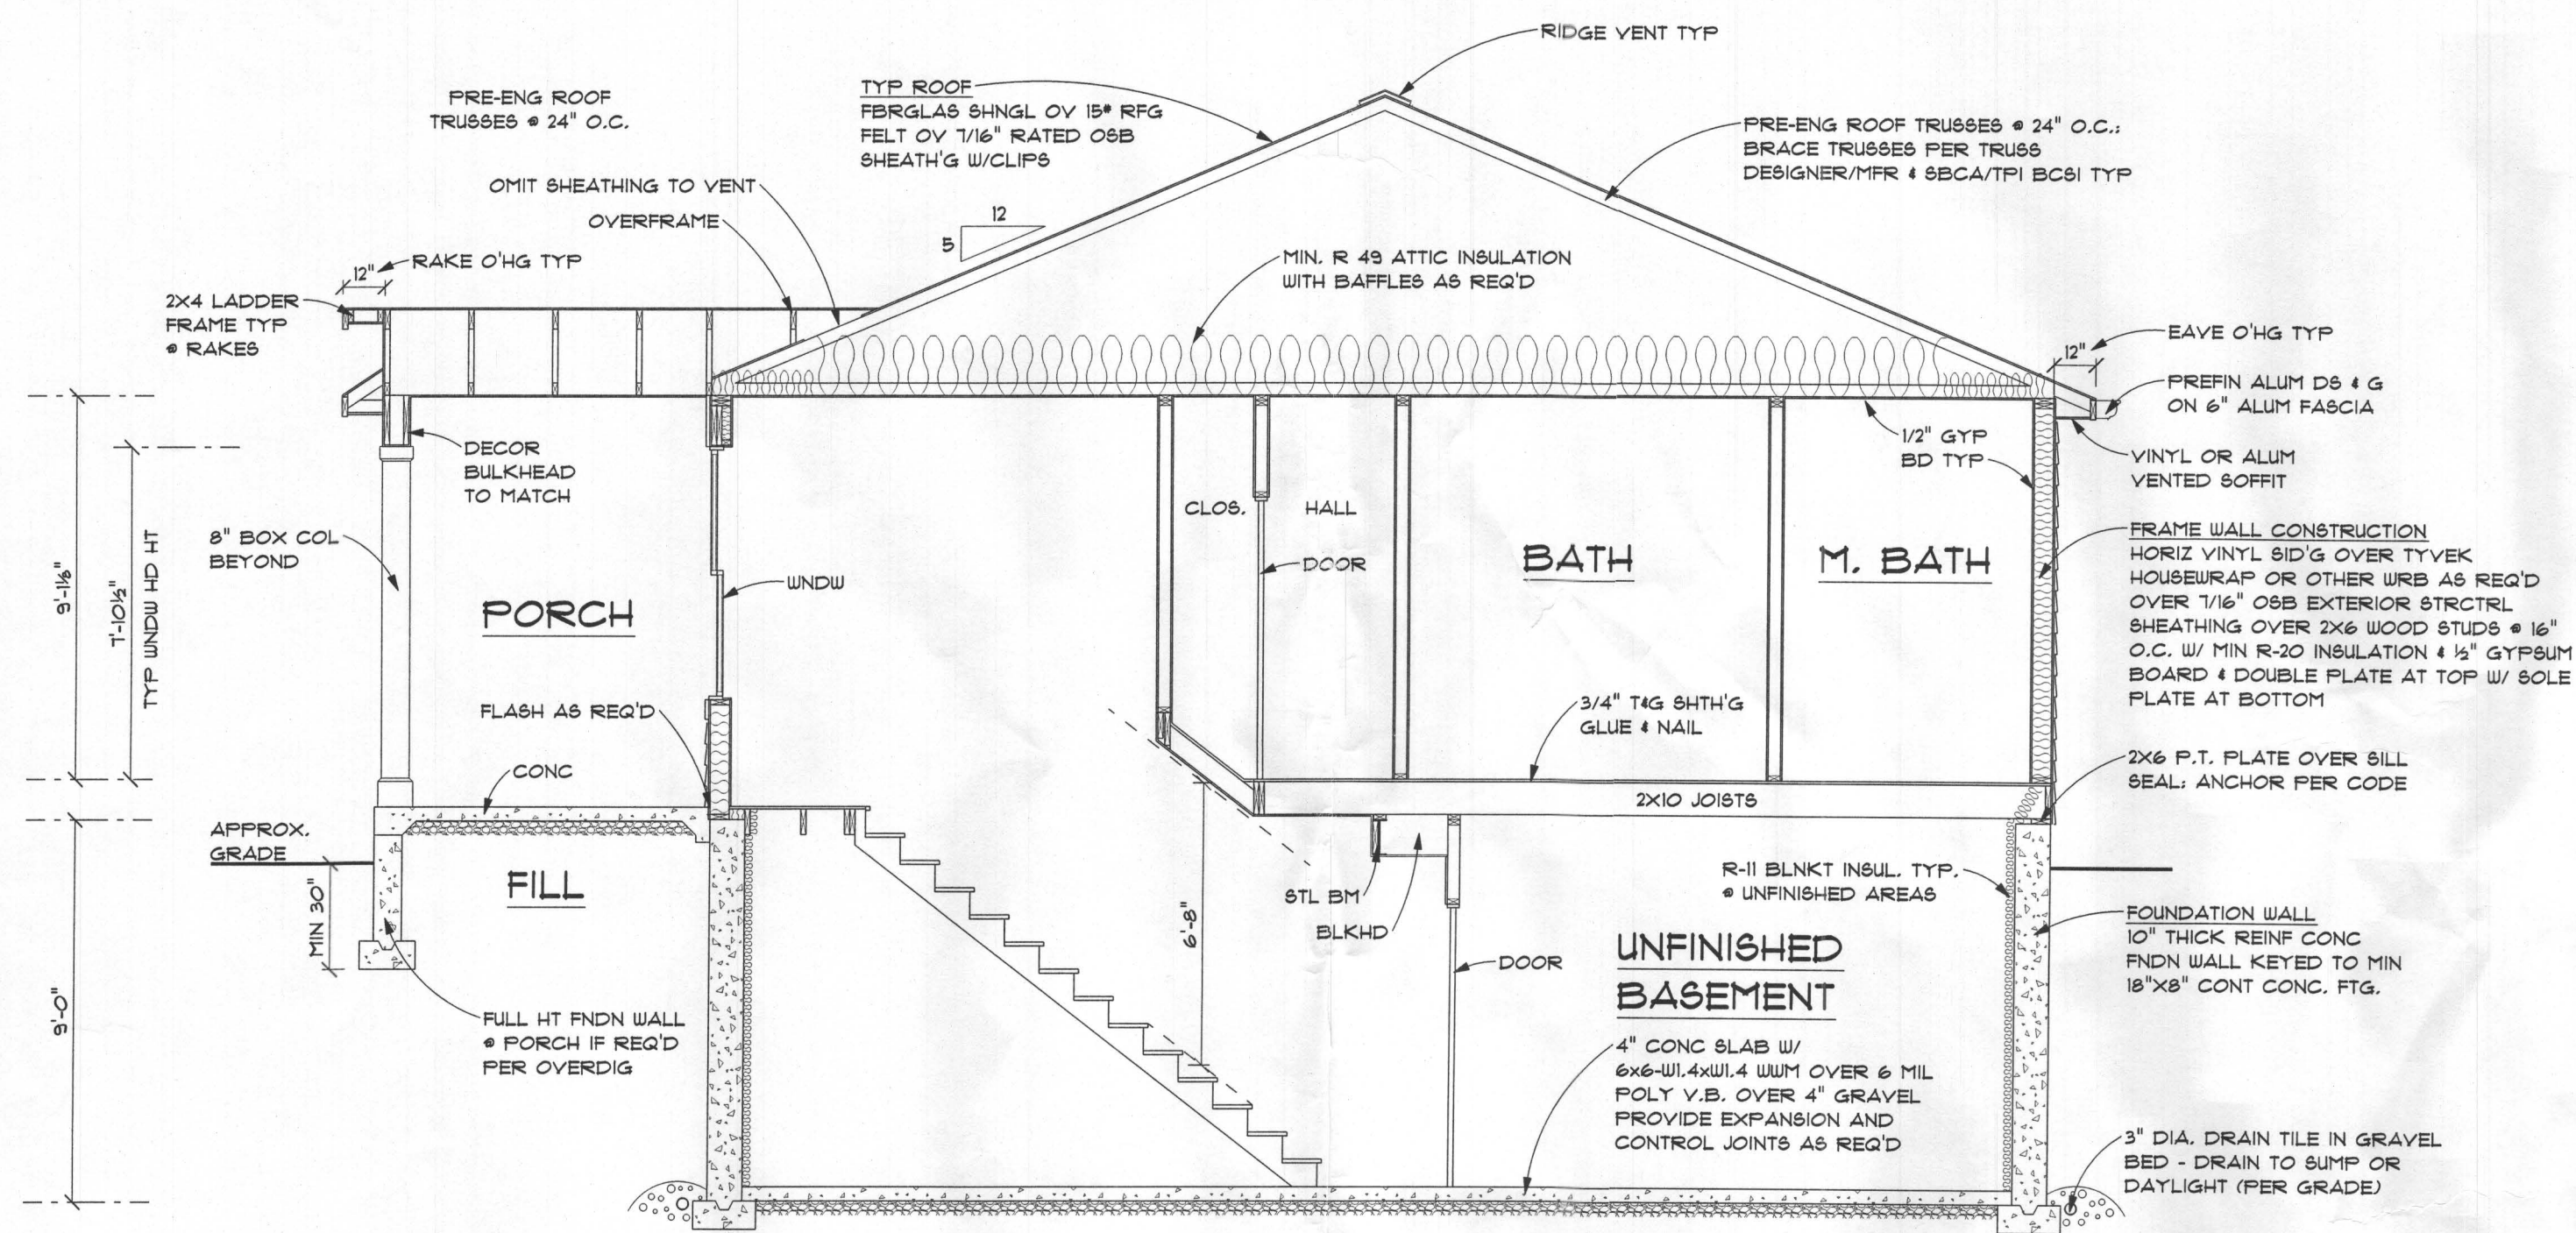 RIDGE VENT TYP
PRE-ENG ROOF
TRUSSES @ 24" O.C.
TYP ROOF
FBRGLAS SHNGL OV 15# RFG
FELT OV 7/16" RATED OSB
SHEATH'G W/CLIPS
PRE-ENG ROOF TRUSSES @ 24" O.C.;
BRACE TRUSSES PER TRUSS
DESIGNER/MFR & SBCA/TPI BCSI TYP
OMIT SHEATHING TO VENT
OVERFRAME
12
5
12"
RAKE O'HG TYP
MIN. R 49 ATTIC INSULATION
WITH BAFFLES AS REQ'D
2X4 LADDER
FRAME TYP
@ RAKES
EAVE O'HG TYP
12"
PREFIN ALUM DS & G
ON 6" ALUM FASCIA
DECOR
BULKHEAD
TO MATCH
1/2" GYP
BD TYP
VINYL OR ALUM
VENTED SOFFIT
CLOS.
HALL
8" BOX COL
BEYOND
9'-1⅛"
7'-10½"
TYP WNDW HD HT
DOOR
WNDW
BATH
M. BATH
PORCH
FRAME WALL CONSTRUCTION
HORIZ VINYL SID'G OVER TYVEK
HOUSEWRAP OR OTHER WRB AS REQ'D
OVER 7/16" OSB EXTERIOR STRCTRL
SHEATHING OVER 2X6 WOOD STUDS @ 16"
O.C. W/ MIN R-20 INSULATION & ½" GYPSUM
BOARD & DOUBLE PLATE AT TOP W/ SOLE
PLATE AT BOTTOM
FLASH AS REQ'D
3/4" T&G SHTH'G
GLUE & NAIL
CONC
2X6 P.T. PLATE OVER SILL
SEAL; ANCHOR PER CODE
2X10 JOISTS
APPROX.
GRADE
FILL
MIN 30"
R-11 BLNKT INSUL. TYP.
@ UNFINISHED AREAS
STL BM
BLKHD
6'-8"
FOUNDATION WALL
10" THICK REINF CONC
FNDN WALL KEYED TO MIN
18"X8" CONT CONC. FTG.
UNFINISHED
BASEMENT
DOOR
9'-0"
FULL HT FNDN WALL
@ PORCH IF REQ'D
PER OVERDIG
4" CONC SLAB W/
6x6-W1.4xW1.4 WWM OVER 6 MIL
POLY V.B. OVER 4" GRAVEL
PROVIDE EXPANSION AND
CONTROL JOINTS AS REQ'D
3" DIA. DRAIN TILE IN GRAVEL
BED - DRAIN TO SUMP OR
DAYLIGHT (PER GRADE)